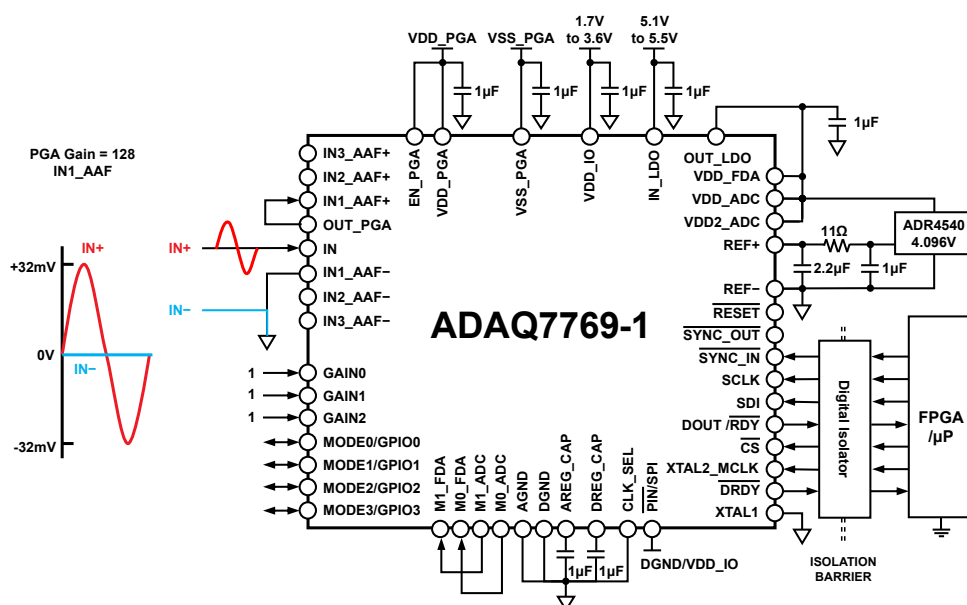 VDD_PGA
VSS_PGA
1.7V
to 3.6V
5.1V
to 5.5V
1µF
1µF
1µF
1µF
1µF
PGA Gain = 128
IN1_AAF
IN+
+32mV
0V
IN−
-32mV
IN+
IN−
1
1
1
IN3_AAF+
IN2_AAF+
IN1_AAF+
OUT_PGA
IN
IN1_AAF−
IN2_AAF−
IN3_AAF−
GAIN0
GAIN1
GAIN2
MODE0/GPIO0
MODE1/GPIO1
MODE2/GPIO2
MODE3/GPIO3
EN_PGA
VDD_PGA
VSS_PGA
VDD_IO
IN_LDO
OUT_LDO
VDD_FDA
VDD_ADC
VDD2_ADC
REF+
REF−
RESET
SYNC_OUT
SYNC_IN
SCLK
SDI
DOUT /RDY
CS
XTAL2_MCLK
DRDY
XTAL1
ADAQ7769-1
11Ω
2.2µF
1µF
ADR4540
4.096V
Digital Isolator
FPGA
/µP
ISOLATION
BARRIER
M1_FDA
M0_FDA
M1_ADC
M0_ADC
AGND
DGND
AREG_CAP
DREG_CAP
CLK_SEL
PIN/SPI
1µF
1µF
DGND/VDD_IO